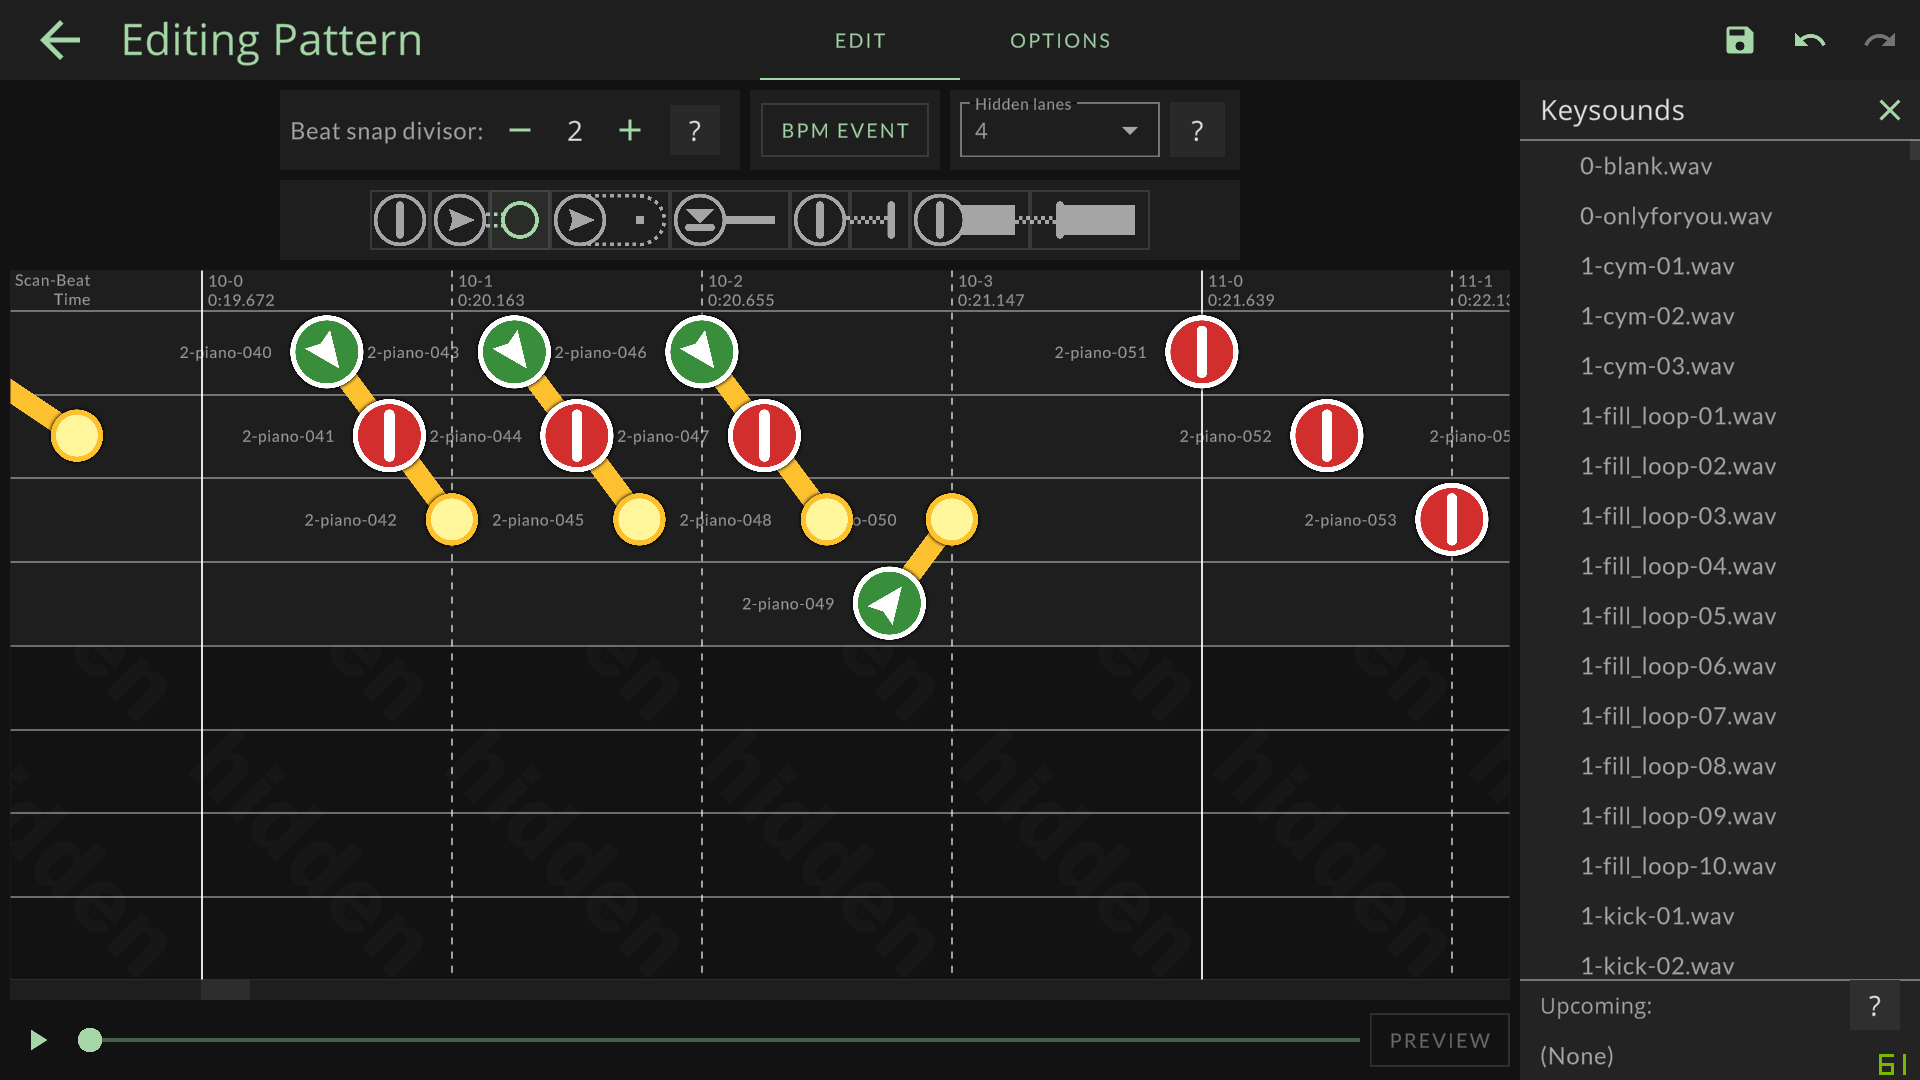 Editing Pattern
EDIT
OPTIONS
Beat snap divisor:
2
?
BPM EVENT
Hidden lanes
4
?
Scan-Beat
Time
10-0
0:19.672
10-1
0:20.163
10-2
0:20.655
10-3
0:21.147
11-0
0:21.639
11-1
2-piano-040
2-piano-043
2-piano-046
2-piano-051
2-piano-041
2-piano-044
2-piano-047
2-piano-052
2-piano-05
2-piano-042
2-piano-045
2-piano-048
o-050
2-piano-053
2-piano-049
en en en en en en
hidden hidden hidden hidden hidden
PREVIEW
Keysounds
0-blank.wav
0-onlyforyou.wav
1-cym-01.wav
1-cym-02.wav
1-cym-03.wav
1-fill_loop-01.wav
1-fill_loop-02.wav
1-fill_loop-03.wav
1-fill_loop-04.wav
1-fill_loop-05.wav
1-fill_loop-06.wav
1-fill_loop-07.wav
1-fill_loop-08.wav
1-fill_loop-09.wav
1-fill_loop-10.wav
1-kick-01.wav
1-kick-02.wav
Upcoming:
?
(None)
61